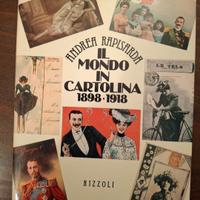 ANDREA RAPISARDA
IL
MONDO
IN
CARTOLINA
1898·1918
RIZZOLI